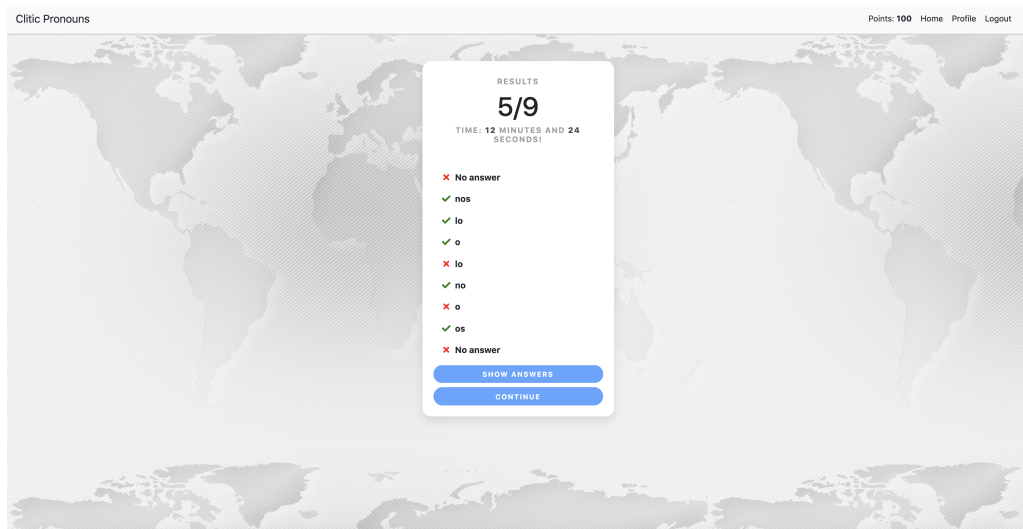 Clitic Pronouns
Points: 100 Home Profile Logout
RESULTS
5/9
TIME: 12 MINUTES AND 24
SECONDS!
No answer
nos
lo
o
lo
no
o
os
No answer
SHOW ANSWERS
CONTINUE